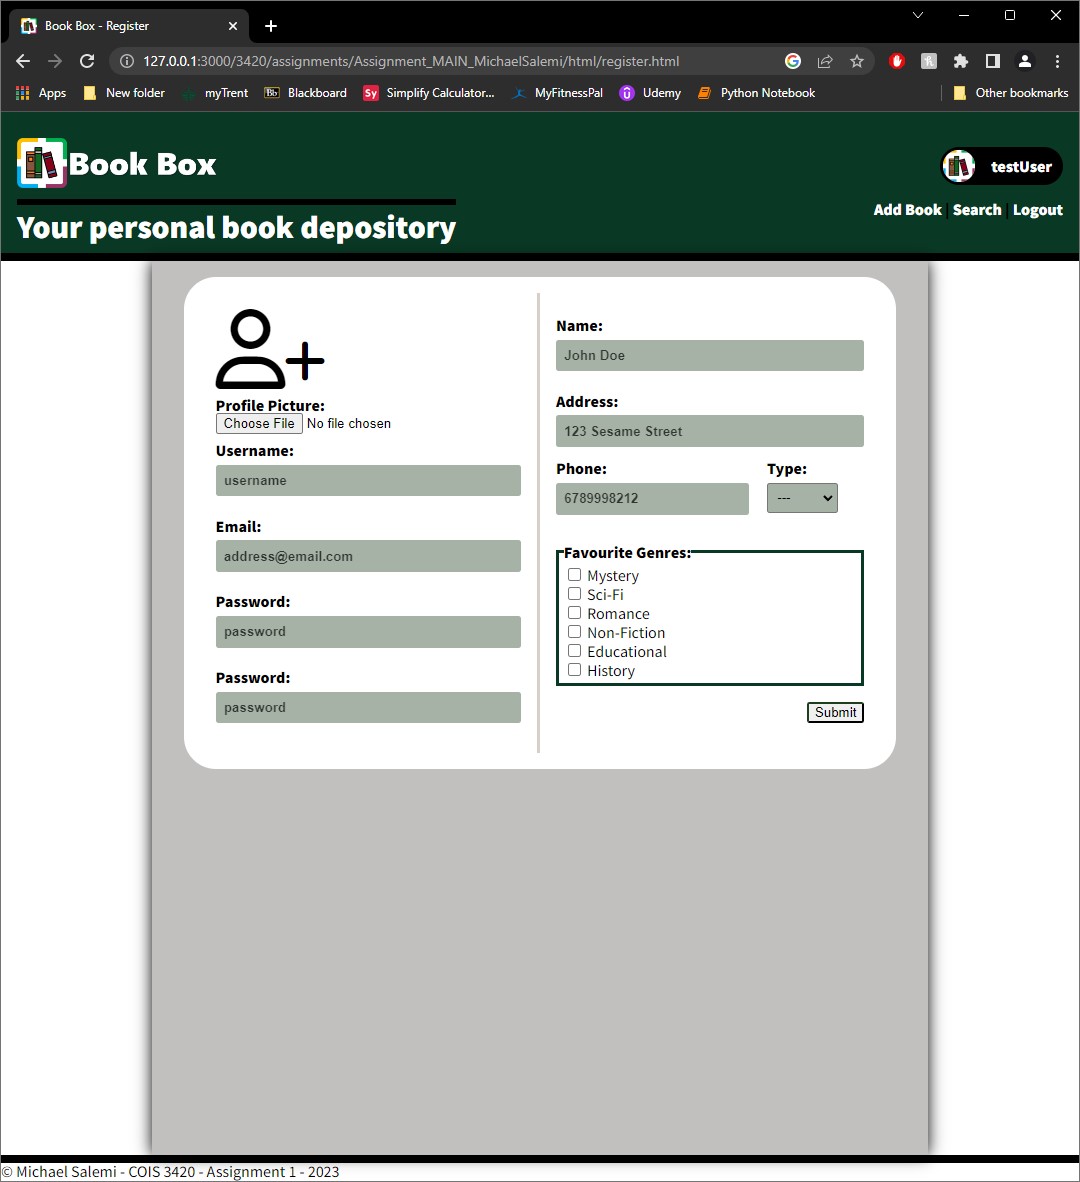 Book Box - Register
127.0.0.1:3000/3420/assignments/Assignment_MAIN_MichaelSalemi/html/register.html
Apps New folder myTrent Bb Blackboard Sy Simplify Calculator... MyFitnessPal Udemy Python Notebook Other bookmarks
Book Box
testUser
Add Book | Search | Logout
Your personal book depository
Profile Picture:
Choose File No file chosen
Username:
username
Email:
address@email.com
Password:
password
Password:
password
Name:
John Doe
Address:
123 Sesame Street
Phone: Type:
6789998212 ---
Favourite Genres:
Mystery
Sci-Fi
Romance
Non-Fiction
Educational
History
Submit
© Michael Salemi - COIS 3420 - Assignment 1 - 2023